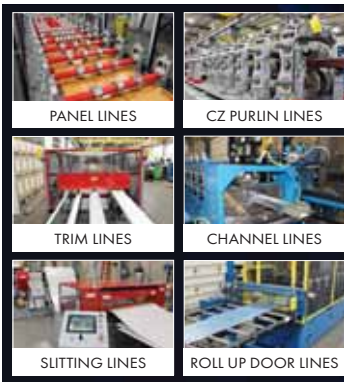 PANEL LINES
CZ PURLIN LINES
TRIM LINES
CHANNEL LINES
SLITTING LINES
ROLL UP DOOR LINES